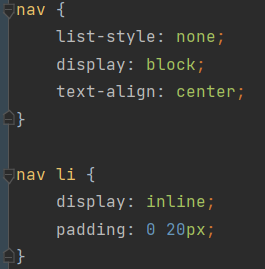 nav {
    list-style: none;
    display: block;
    text-align: center;
}

nav li {
    display: inline;
    padding: 0 20px;
}